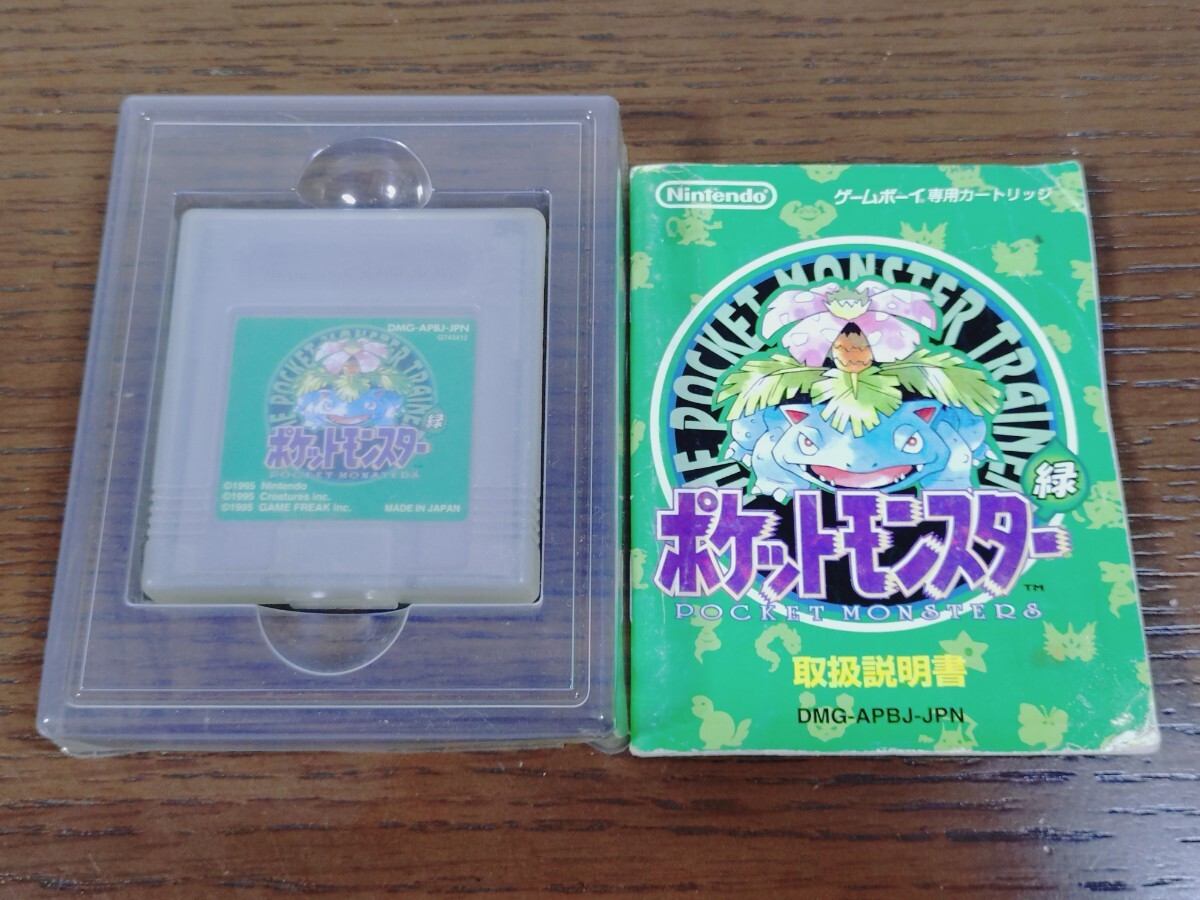 DMG-APBJ-JPN
THE POCKET MONSTER TRAINER
緑
ポケットモンスター
POCKET MONSTERS
©1995 Nintendo
©1995 Creatures inc.
©1995 GAME FREAK inc.
MADE IN JAPAN
Nintendo
ゲームボーイ専用カートリッジ
THE POCKET MONSTER TRAINER
緑
ポケットモンスター
TM
POCKET MONSTERS
取扱説明書
DMG-APBJ-JPN